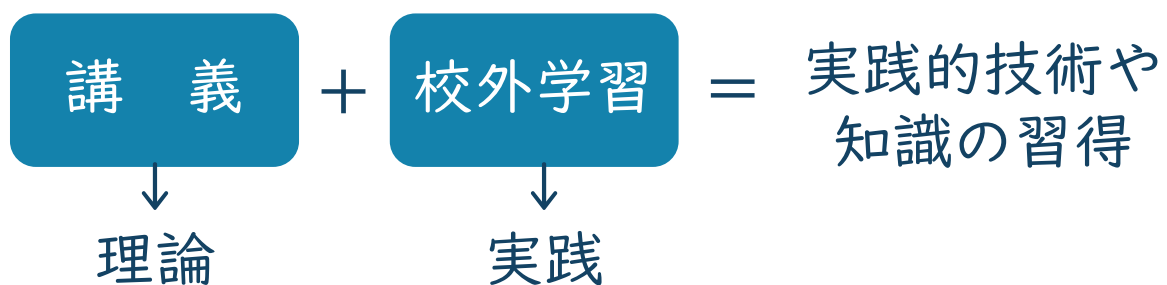 講　義 + 校外学習 = 実践的技術や
知識の習得
理論
実践